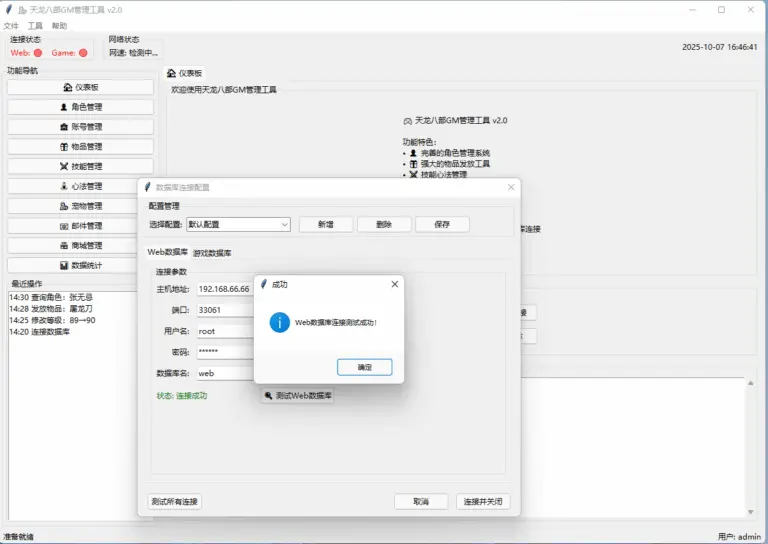 天龙八部GM管理工具 v2.0
文件 工具 帮助
连接状态
Web: Game:
网络状态
网速: 检测中...
2025-10-07 16:46:41
功能导航
仪表板
角色管理
账号管理
物品管理
技能管理
心法管理
宠物管理
邮件管理
商城管理
数据统计
最近操作
14:30 查询角色：张无忌
14:28 发放物品：屠龙刀
14:25 修改等级：89→90
14:20 连接数据库
仪表板
欢迎使用天龙八部GM管理工具
天龙八部GM管理工具 v2.0
功能特色:
• 完善的角色管理系统
• 强大的物品发放工具
• 技能心法管理
库连接
接
数据库连接配置
配置管理
选择配置: 默认配置 新增 删除 保存
Web数据库 游戏数据库
连接参数
主机地址: 192.168.66.66
端口: 33061
用户名: root
密码: ******
数据库名: web
状态: 连接成功 测试Web数据库
测试所有连接 取消 连接并关闭
成功
Web数据库连接测试成功!
确定
准备就绪
用户: admin